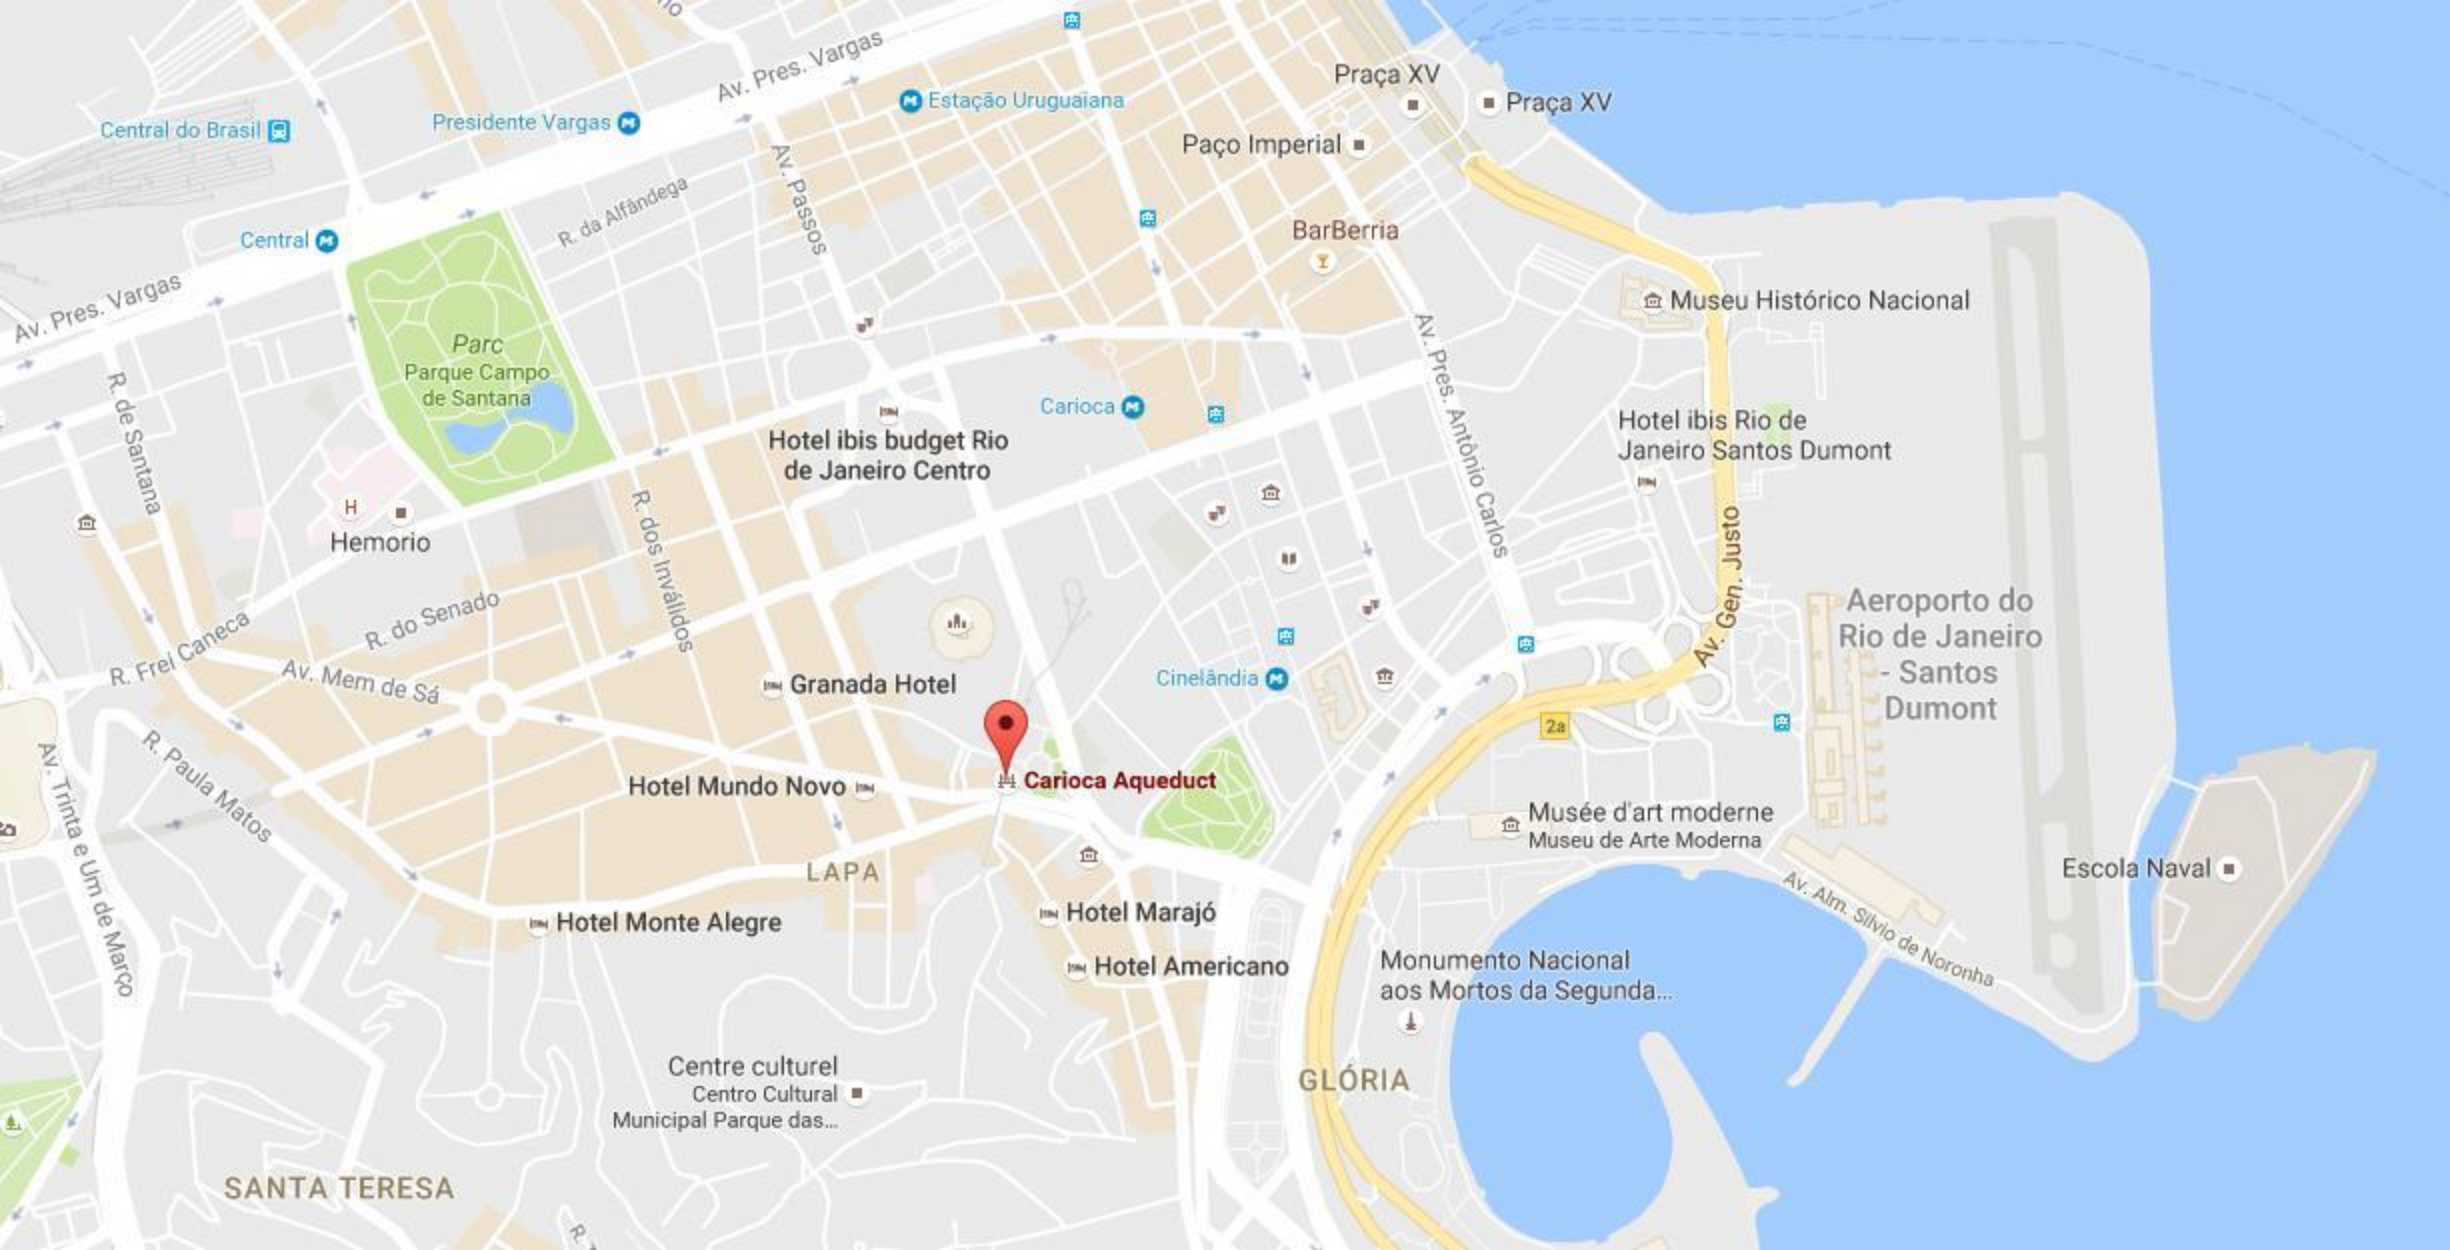 Av. Pres. Vargas
Praça XV
Praça XV
Estação Uruguaiana
Presidente Vargas
Central do Brasil
Paço Imperial
Av. Passos
R. da Alfândega
Central
BarBerria
Av. Pres. Vargas
Museu Histórico Nacional
Parc
Parque Campo
de Santana
R. de Santana
Carioca
Av. Pres. Antônio Carlos
Hotel ibis Rio de
Janeiro Santos Dumont
Hotel ibis budget Rio
de Janeiro Centro
H
Hemorio
R. dos Inválidos
Av. Gen. Justo
R. do Senado
R. Frei Caneca
Aeroporto do
Rio de Janeiro
- Santos
Dumont
Av. Mem de Sá
Granada Hotel
Cinelândia
2a
R. Paula Matos
Av. Trinta e Um de Março
Hotel Mundo Novo
Carioca Aqueduct
Musée d'art moderne
Museu de Arte Moderna
LAPA
Escola Naval
Av. Alm. Silvio de Noronha
Hotel Monte Alegre
Hotel Marajó
Hotel Americano
Monumento Nacional
aos Mortos da Segunda...
Centre culturel
Centro Cultural
Municipal Parque das...
GLÓRIA
SANTA TERESA